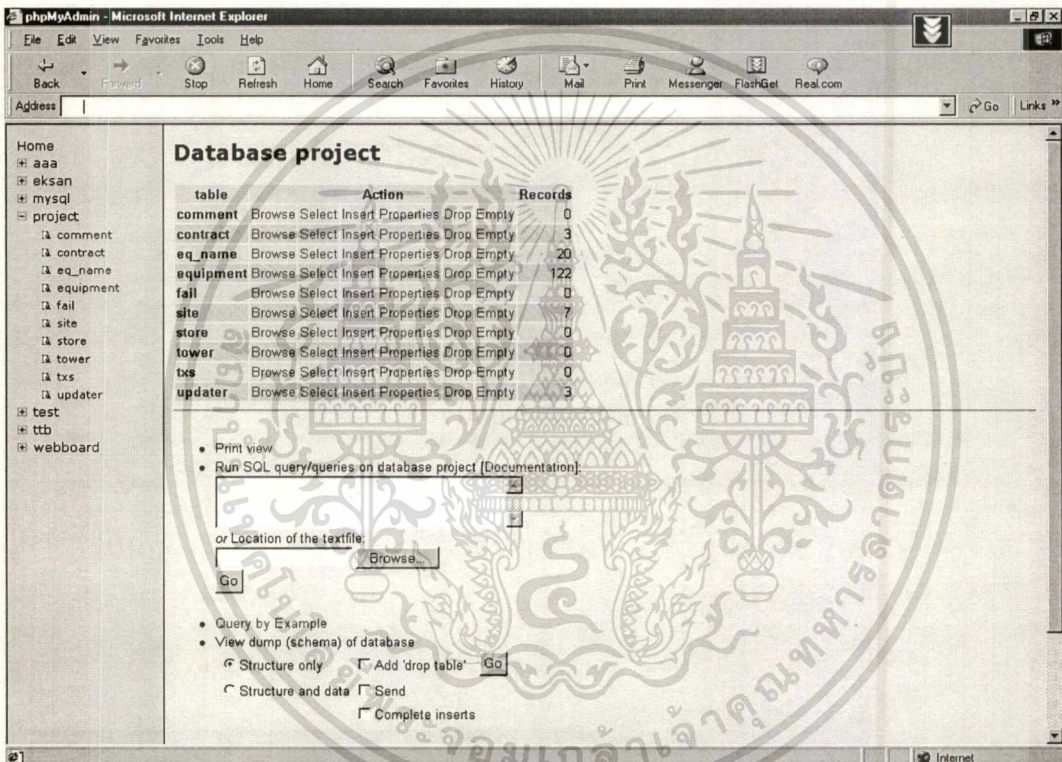 phpMyAdmin - Microsoft Internet Explorer
File Edit View Favorites Tools Help
Back Forward Stop Refresh Home Search Favorites History Mail Print Messenger FlashGet Real.com
Address Go Links »
Home
aaa
eksan
mysql
project
comment
contract
eq_name
equipment
fail
site
store
tower
txs
updater
test
ttb
webboard
Database project
table Action Records
comment Browse Select Insert Properties Drop Empty 0
contract Browse Select Insert Properties Drop Empty 3
eq_name Browse Select Insert Properties Drop Empty 20
equipment Browse Select Insert Properties Drop Empty 122
fail Browse Select Insert Properties Drop Empty 0
site Browse Select Insert Properties Drop Empty 7
store Browse Select Insert Properties Drop Empty 0
tower Browse Select Insert Properties Drop Empty 0
txs Browse Select Insert Properties Drop Empty 0
updater Browse Select Insert Properties Drop Empty 3
• Print view
• Run SQL query/queries on database project [Documentation]:
or Location of the textfile:
Browse...
Go
• Query by Example
• View dump (schema) of database
Structure only Add 'drop table' Go
Structure and data Send
Complete inserts
Internet